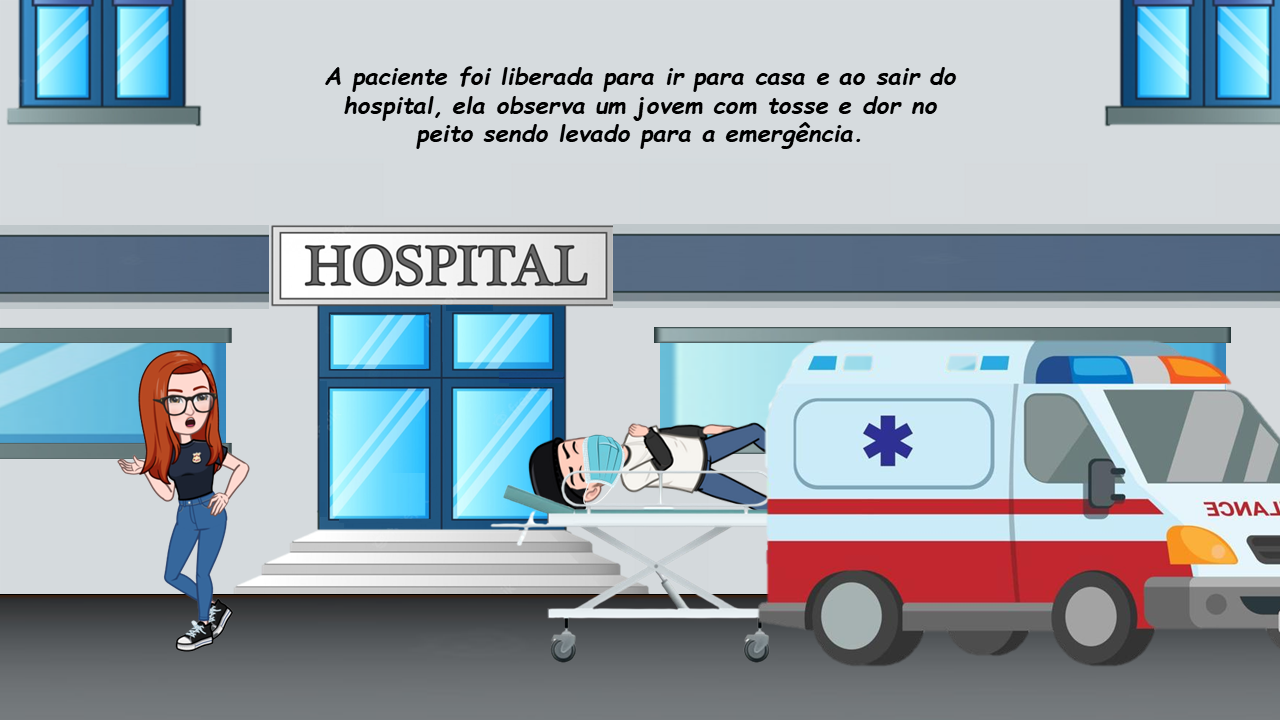 A paciente foi liberada para ir para casa e ao sair do
hospital, ela observa um jovem com tosse e dor no
peito sendo levado para a emergência.
HOSPITAL